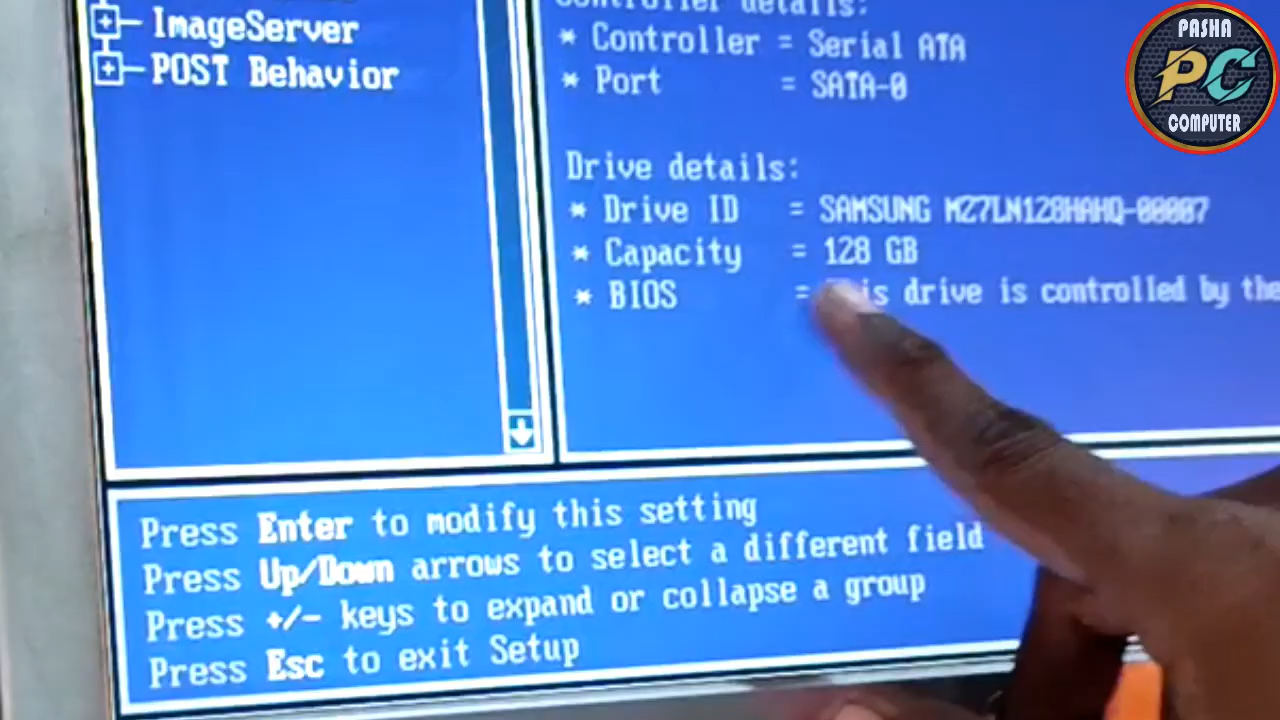 ImageServer
POST Behavior
Controller details:
* Controller = Serial ATA
* Port = SATA-0
Drive details:
* Drive ID = SAMSUNG MZ7LN128HAHQ-00007
* Capacity = 128 GB
* BIOS = This drive is controlled by the
Press Enter to modify this setting
Press Up/Down arrows to select a different field
Press +/- keys to expand or collapse a group
Press Esc to exit Setup
PASHA
PC
COMPUTER